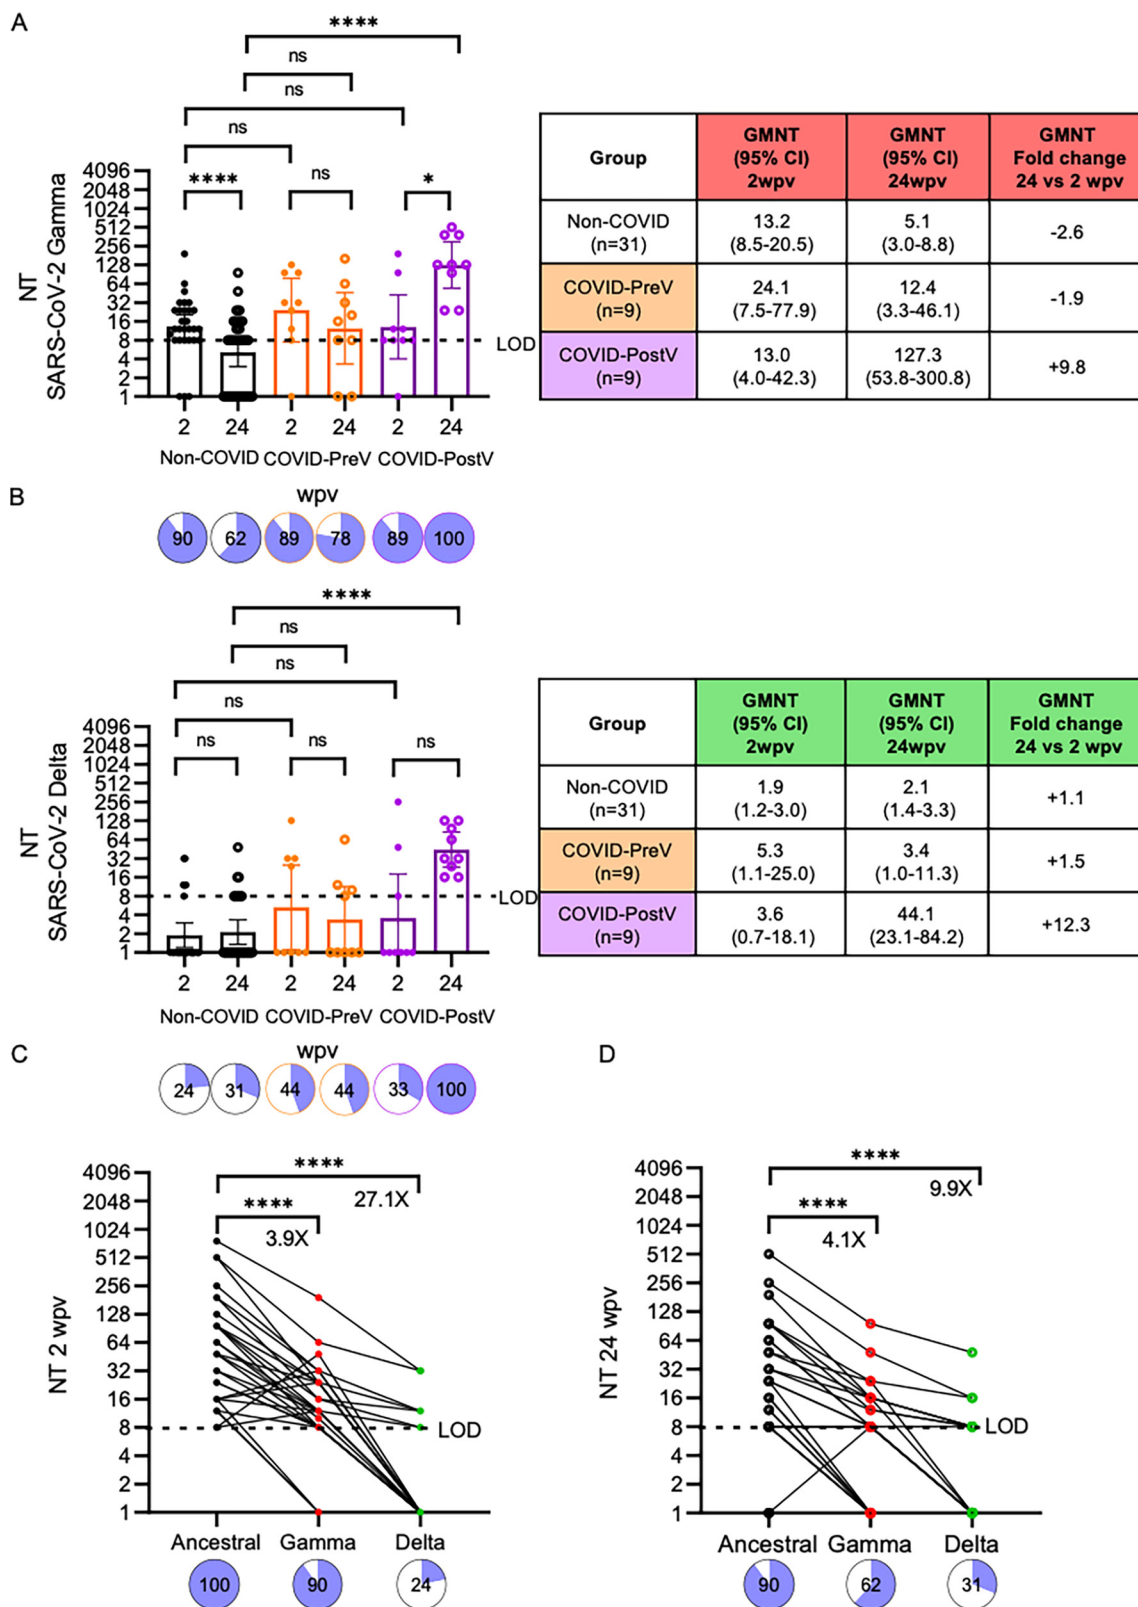 A
****
ns
ns
ns
****
ns
*
NT
SARS-CoV-2 Gamma
4096
2048
1024
512
256
128
64
32
16
8
4
2
1
LOD
2 24 2 24 2 24
Non-COVID COVID-PreV COVID-PostV
wpv
Group
GMNT
(95% CI)
2wpv
GMNT
(95% CI)
24wpv
GMNT
Fold change
24 vs 2 wpv
Non-COVID
(n=31)
13.2
(8.5-20.5)
5.1
(3.0-8.8)
-2.6
COVID-PreV
(n=9)
24.1
(7.5-77.9)
12.4
(3.3-46.1)
-1.9
COVID-PostV
(n=9)
13.0
(4.0-42.3)
127.3
(53.8-300.8)
+9.8
90 62 89 78 89 100
B
****
ns
ns
ns
ns
ns
ns
NT
SARS-CoV-2 Delta
4096
2048
1024
512
256
128
64
32
16
8
4
2
1
LOD
2 24 2 24 2 24
Non-COVID COVID-PreV COVID-PostV
wpv
Group
GMNT
(95% CI)
2wpv
GMNT
(95% CI)
24wpv
GMNT
Fold change
24 vs 2 wpv
Non-COVID
(n=31)
1.9
(1.2-3.0)
2.1
(1.4-3.3)
+1.1
COVID-PreV
(n=9)
5.3
(1.1-25.0)
3.4
(1.0-11.3)
+1.5
COVID-PostV
(n=9)
3.6
(0.7-18.1)
44.1
(23.1-84.2)
+12.3
24 31 44 44 33 100
C
****
27.1X
****
3.9X
NT 2 wpv
4096
2048
1024
512
256
128
64
32
16
8
4
2
1
LOD
Ancestral Gamma Delta
100 90 24
D
****
9.9X
****
4.1X
NT 24 wpv
4096
2048
1024
512
256
128
64
32
16
8
4
2
1
LOD
Ancestral Gamma Delta
90 62 31